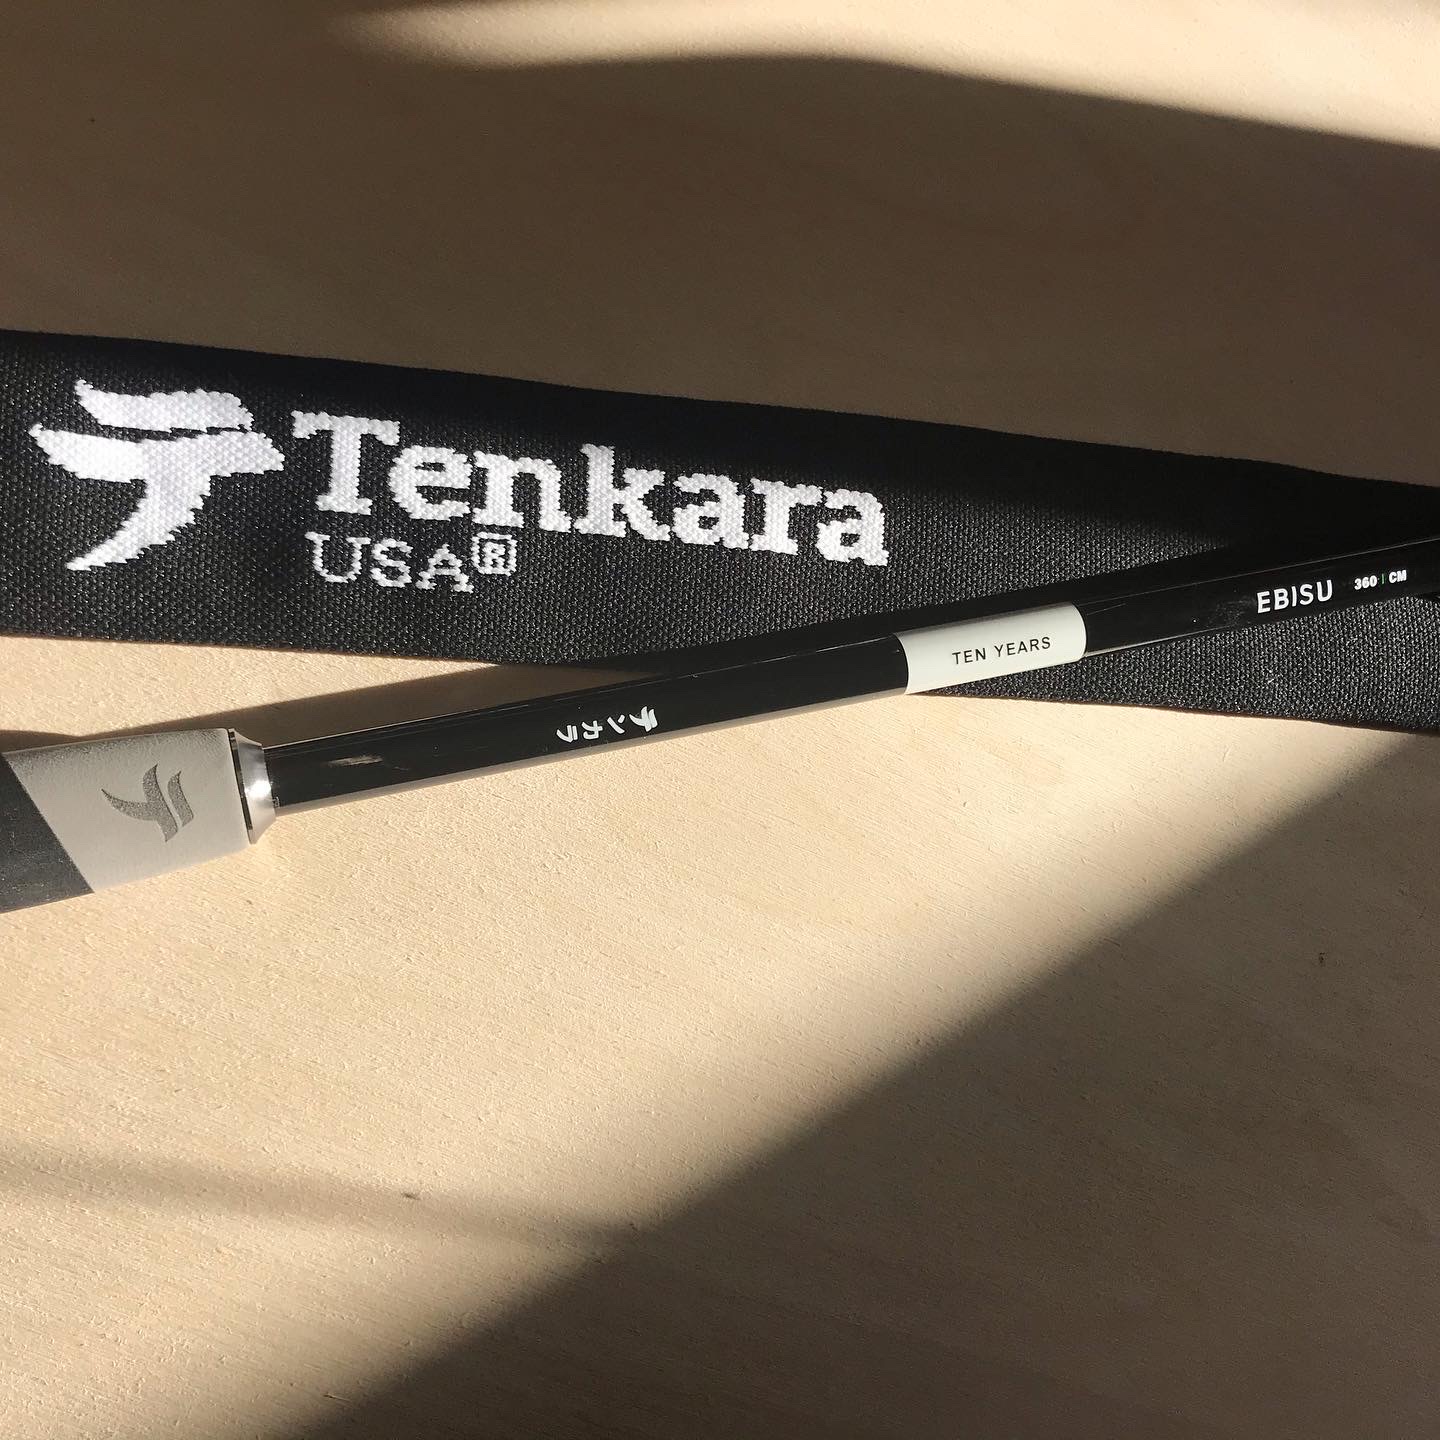 Tenkara
USA®
テンカラ
TEN YEARS
EBISU 360 | CM